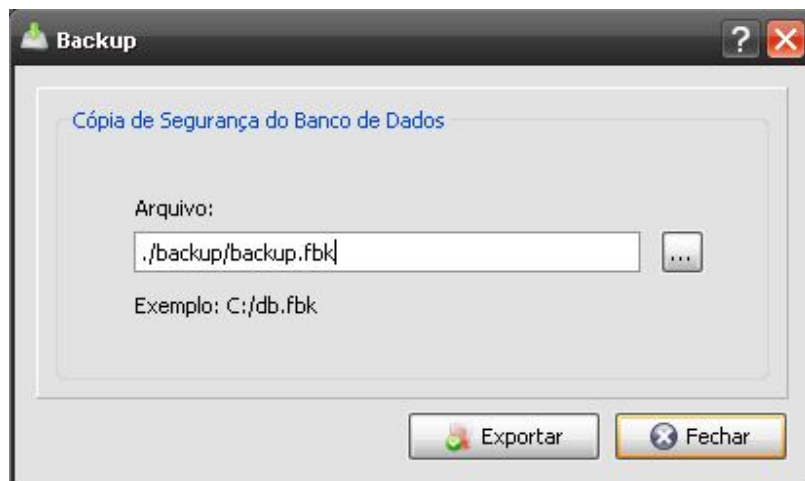 Backup
?
Cópia de Segurança do Banco de Dados
Arquivo:
./backup/backup.fbk
...
Exemplo: C:/db.fbk
Exportar
Fechar